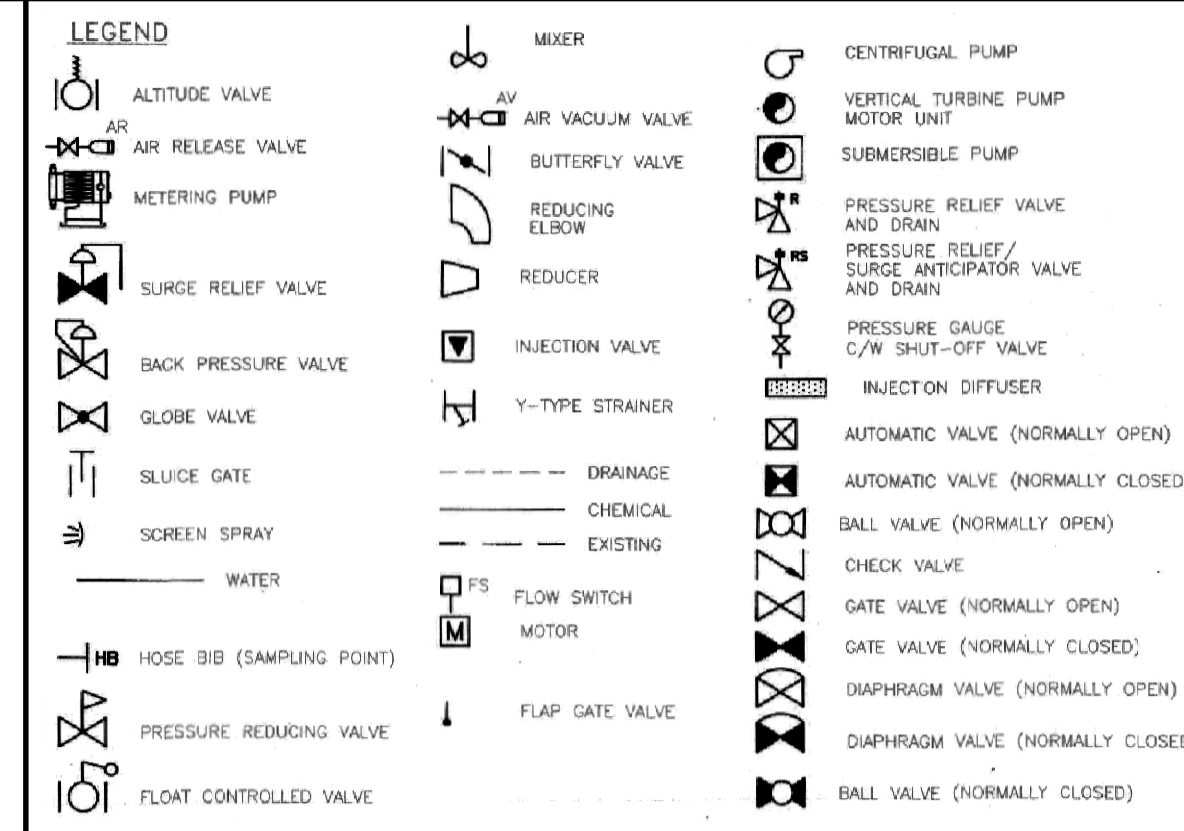 LEGEND
ALTITUDE VALVE
AR
AIR RELEASE VALVE
METERING PUMP
SURGE RELIEF VALVE
BACK PRESSURE VALVE
GLOBE VALVE
SLUICE GATE
SCREEN SPRAY
WATER
HB HOSE BIB (SAMPLING POINT)
PRESSURE REDUCING VALVE
FLOAT CONTROLLED VALVE
MIXER
AV
AIR VACUUM VALVE
BUTTERFLY VALVE
REDUCING
ELBOW
REDUCER
INJECTION VALVE
Y-TYPE STRAINER
DRAINAGE
CHEMICAL
EXISTING
FS
FLOW SWITCH
M MOTOR
FLAP GATE VALVE
CENTRIFUGAL PUMP
VERTICAL TURBINE PUMP
MOTOR UNIT
SUBMERSIBLE PUMP
R
PRESSURE RELIEF VALVE
AND DRAIN
PRESSURE RELIEF/
RS
SURGE ANTICIPATOR VALVE
AND DRAIN
PRESSURE GAUGE
C/W SHUT-OFF VALVE
INJECTION DIFFUSER
AUTOMATIC VALVE (NORMALLY OPEN)
AUTOMATIC VALVE (NORMALLY CLOSED
BALL VALVE (NORMALLY OPEN)
CHECK VALVE
GATE VALVE (NORMALLY OPEN)
GATE VALVE (NORMALLY CLOSED)
DIAPHRAGM VALVE (NORMALLY OPEN)
DIAPHRAGM VALVE (NORMALLY CLOSED
BALL VALVE (NORMALLY CLOSED)